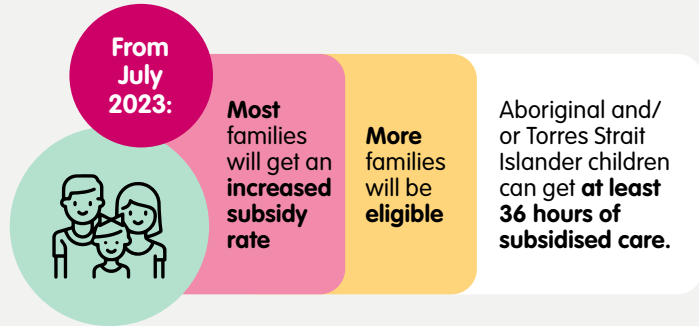 From
July
2023:
Most
families
will get an
increased
subsidy
rate
More
families
will be
eligible
Aboriginal and/
or Torres Strait
Islander children
can get at least
36 hours of
subsidised care.